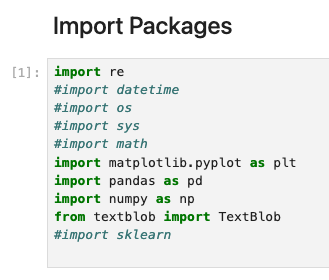 Import Packages
[1]:
import re
#import datetime
#import os
#import sys
#import math
import matplotlib.pyplot as plt
import pandas as pd
import numpy as np
from textblob import TextBlob
#import sklearn